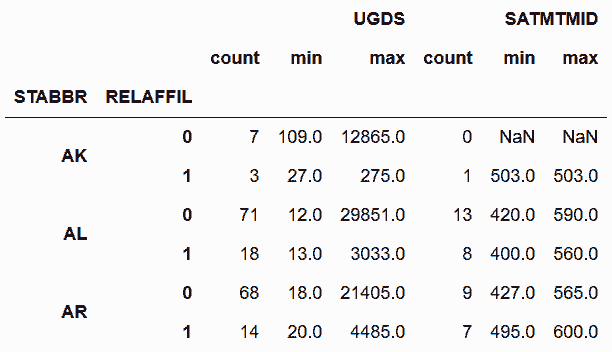 UGDS SATMTMID
count min max count min max
STABBR RELAFFIL
AK 0 7 109.0 12865.0 0 NaN NaN
1 3 27.0 275.0 1 503.0 503.0
AL 0 71 12.0 29851.0 13 420.0 590.0
1 18 13.0 3033.0 8 400.0 560.0
AR 0 68 18.0 21405.0 9 427.0 565.0
1 14 20.0 4485.0 7 495.0 600.0